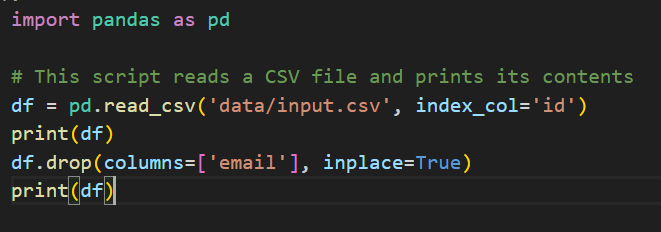 import pandas as pd
# This script reads a CSV file and prints its contents
df = pd.read_csv('data/input.csv', index_col='id')
print(df)
df.drop(columns=['email'], inplace=True)
print(df)